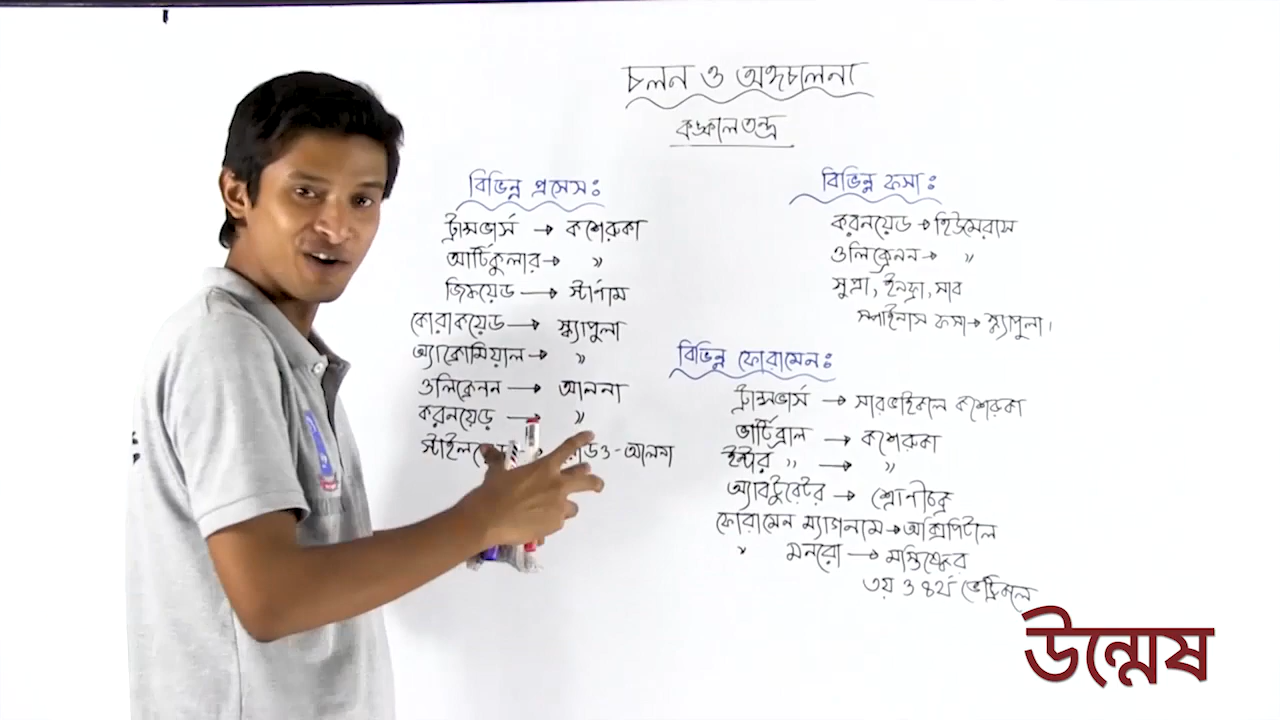 চলন ও অঙ্গচালনা
কঙ্কালতন্ত্র
বিভিন্ন প্রসেসঃ
ট্রান্সভার্স → কশেরুকা
আর্টিকুলার → "
জিফয়েড → স্টার্ণাম
কোরাকয়েড → স্ক্যাপুলা
অ্যাক্রোমিয়াল → "
ওলিক্রেনন → আলনা
করনয়েড → "
স্টাইলয়েড → রেডিও-আলনা
বিভিন্ন ফসাঃ
করনয়েড → হিউমেরাস
ওলিক্রেনন → "
সুপ্রা, ইনফ্রা, সাব
স্পাইনাস ফসা → স্ক্যাপুলা।
বিভিন্ন ফোরামেনঃ
ট্রান্সভার্স → সারভাইকাল কশেরুকা
ভার্টিব্রাল → কশেরুকা
ইন্টার " → "
অ্যাবটুরেটর → শ্রোণীচক্র
ফোরামেন ম্যাগনাম → অক্সিপিটাল
" মনরো → মস্তিষ্কের
৩য় ও ৪র্থ ভেন্ট্রিকলে
উন্মেষ